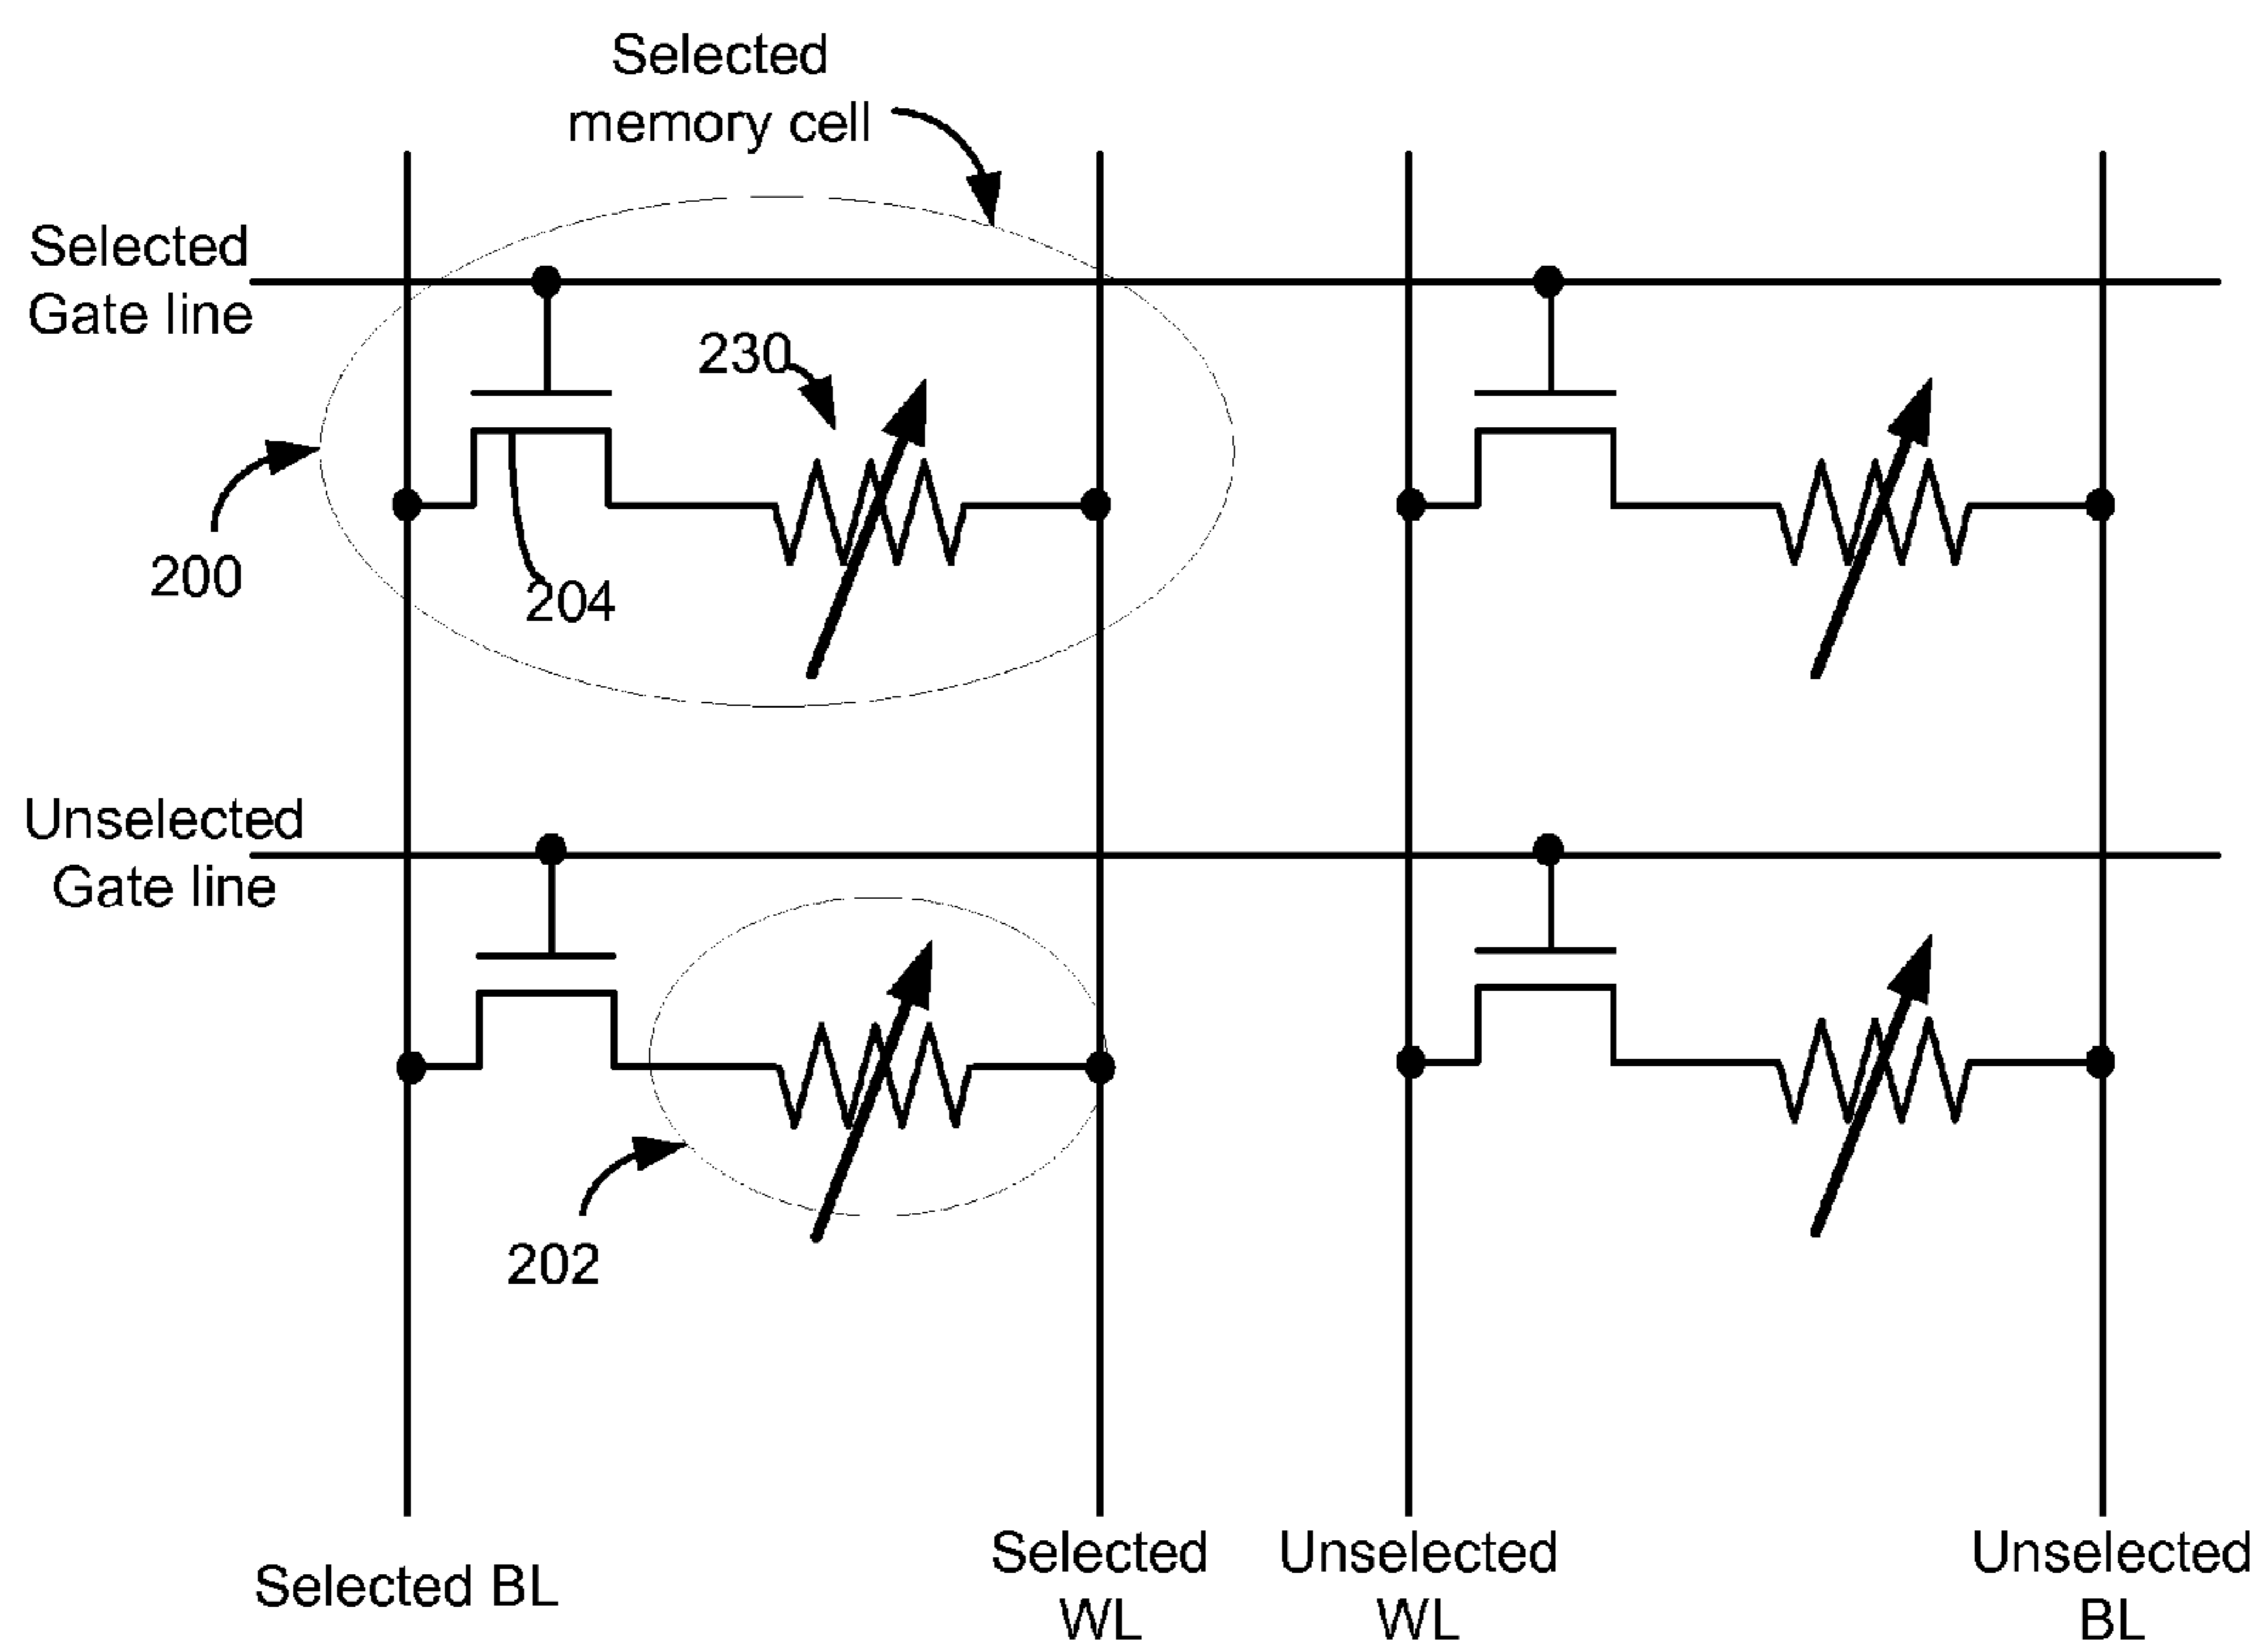 Selected
memory cell
Selected
Gate line
230
200
204
Unselected
Gate line
202
Selected BL
Selected
WL
Unselected
WL
Unselected
BL